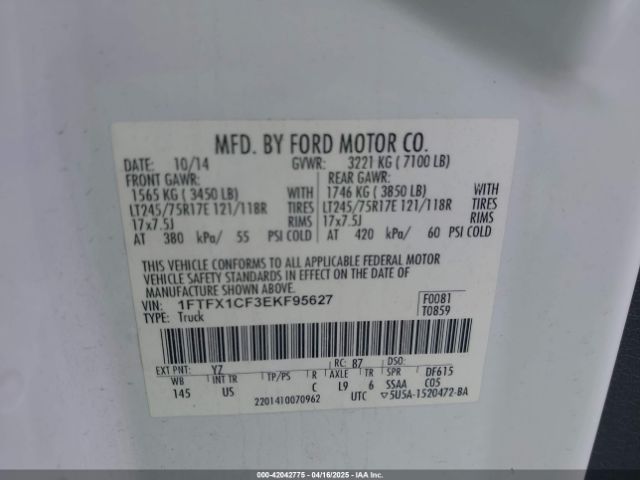 MFD. BY FORD MOTOR CO.
DATE: 10/14 GVWR: 3221 KG ( 7100 LB)
FRONT GAWR: REAR GAWR:
1565 KG ( 3450 LB) WITH 1746 KG ( 3850 LB) WITH
LT245/75R17E 121/118R TIRES LT245/75R17E 121/118R TIRES
17x7.5J RIMS 17x7.5J RIMS
AT 380 kPa/ 55 PSI COLD AT 420 kPa/ 60 PSI COLD
THIS VEHICLE CONFORMS TO ALL APPLICABLE FEDERAL MOTOR
VEHICLE SAFETY STANDARDS IN EFFECT ON THE DATE OF
MANUFACTURE SHOWN ABOVE.
VIN: 1FTFX1CF3EKF95627 F0081
TYPE: Truck T0859
EXT PNT: YZ RC: 87 DSO:
WB INT TR TP/PS R AXLE TR SPR DF615
145 US C L9 6 SSAA C05
2201410070962 UTC ▽5U5A-1520472-BA
000-42042775 - 04/16/2025 - IAAI.COM